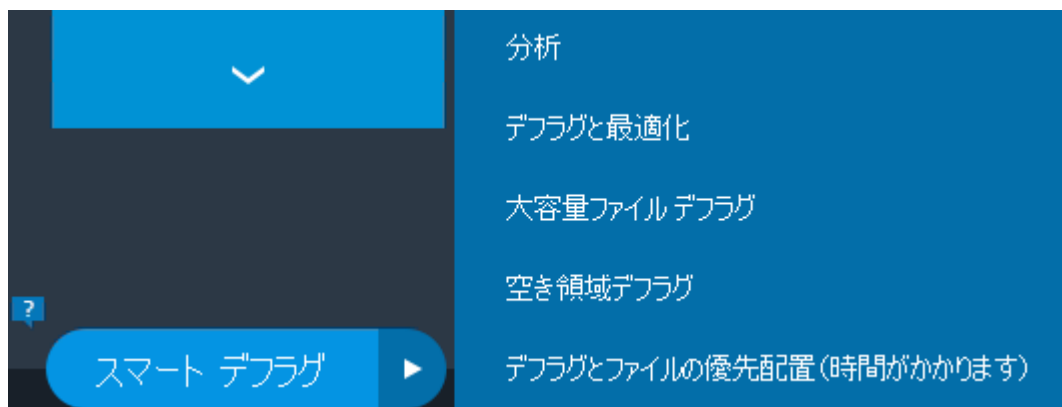 分析
デフラグと最適化
大容量ファイル デフラグ
空き領域デフラグ
?
スマート デフラグ
デフラグとファイルの優先配置(時間がかかります)